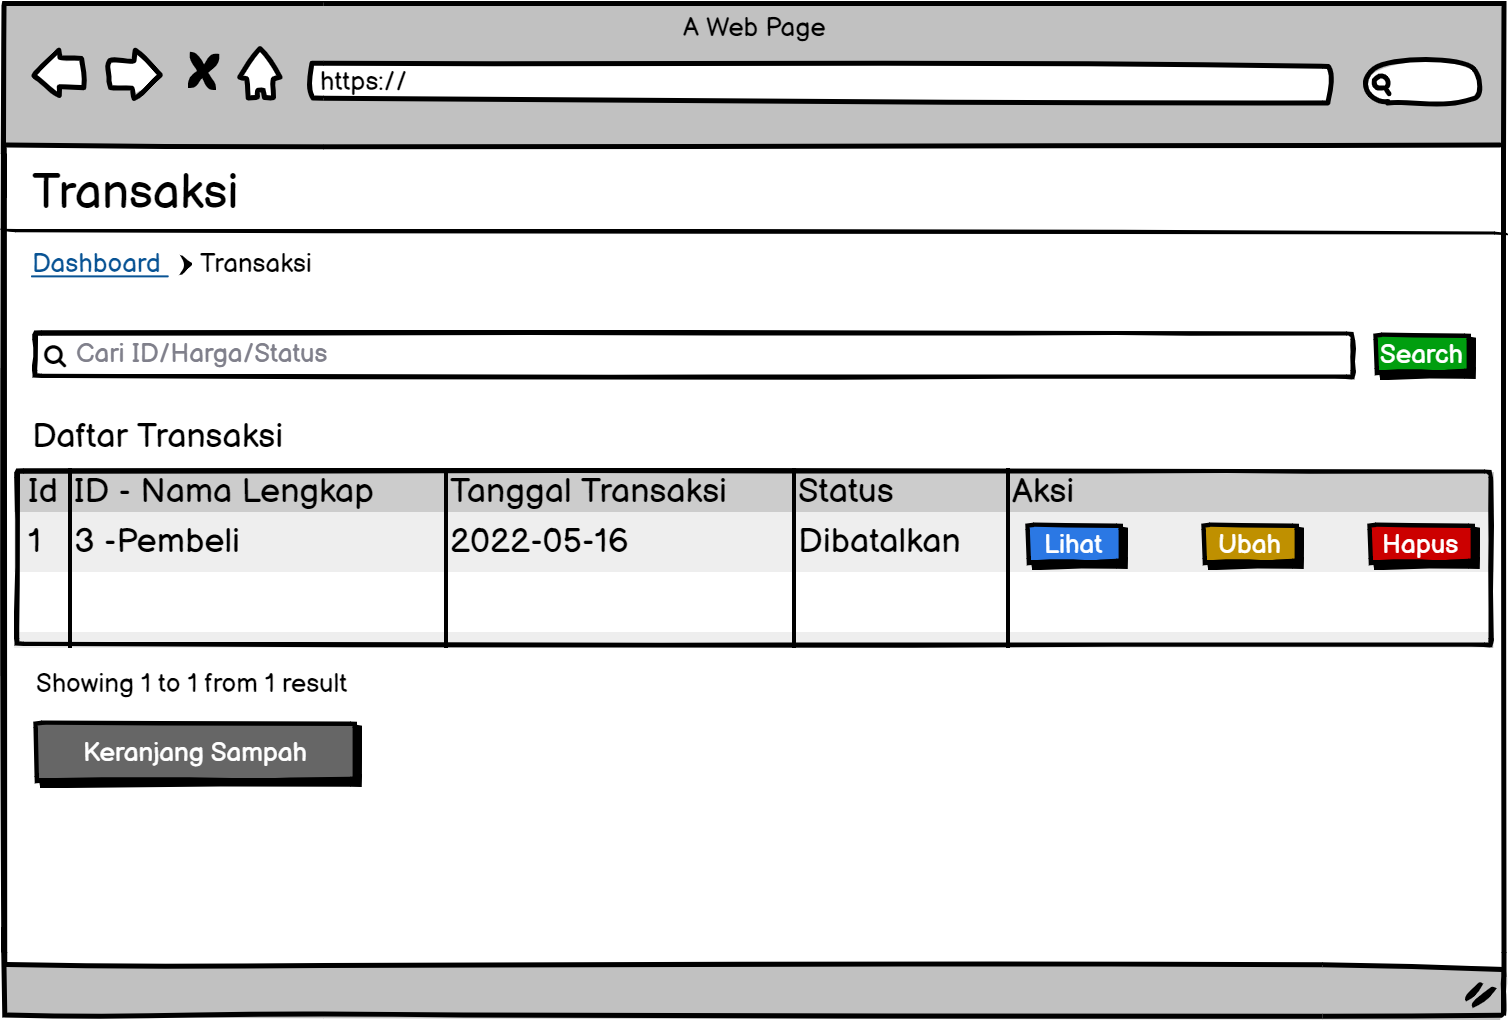 A Web Page
https://
Transaksi
Dashboard Transaksi
Cari ID/Harga/Status Search
Daftar Transaksi
Id ID - Nama Lengkap Tanggal Transaksi Status Aksi
1 3 -Pembeli 2022-05-16 Dibatalkan Lihat Ubah Hapus
Showing 1 to 1 from 1 result
Keranjang Sampah